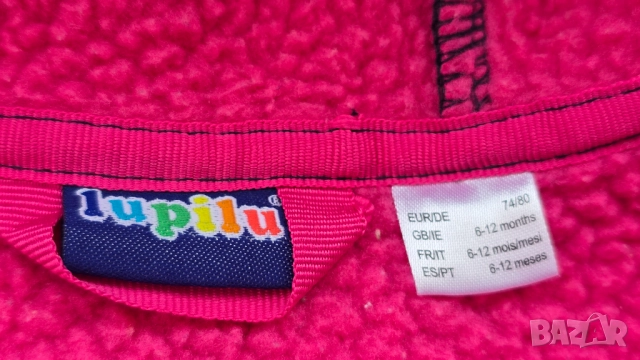 lupilu®
EUR/DE 74/80
GB/IE 6-12 months
FR/IT 6-12 mois/mesi
ES/PT 6-12 meses
BAZAR